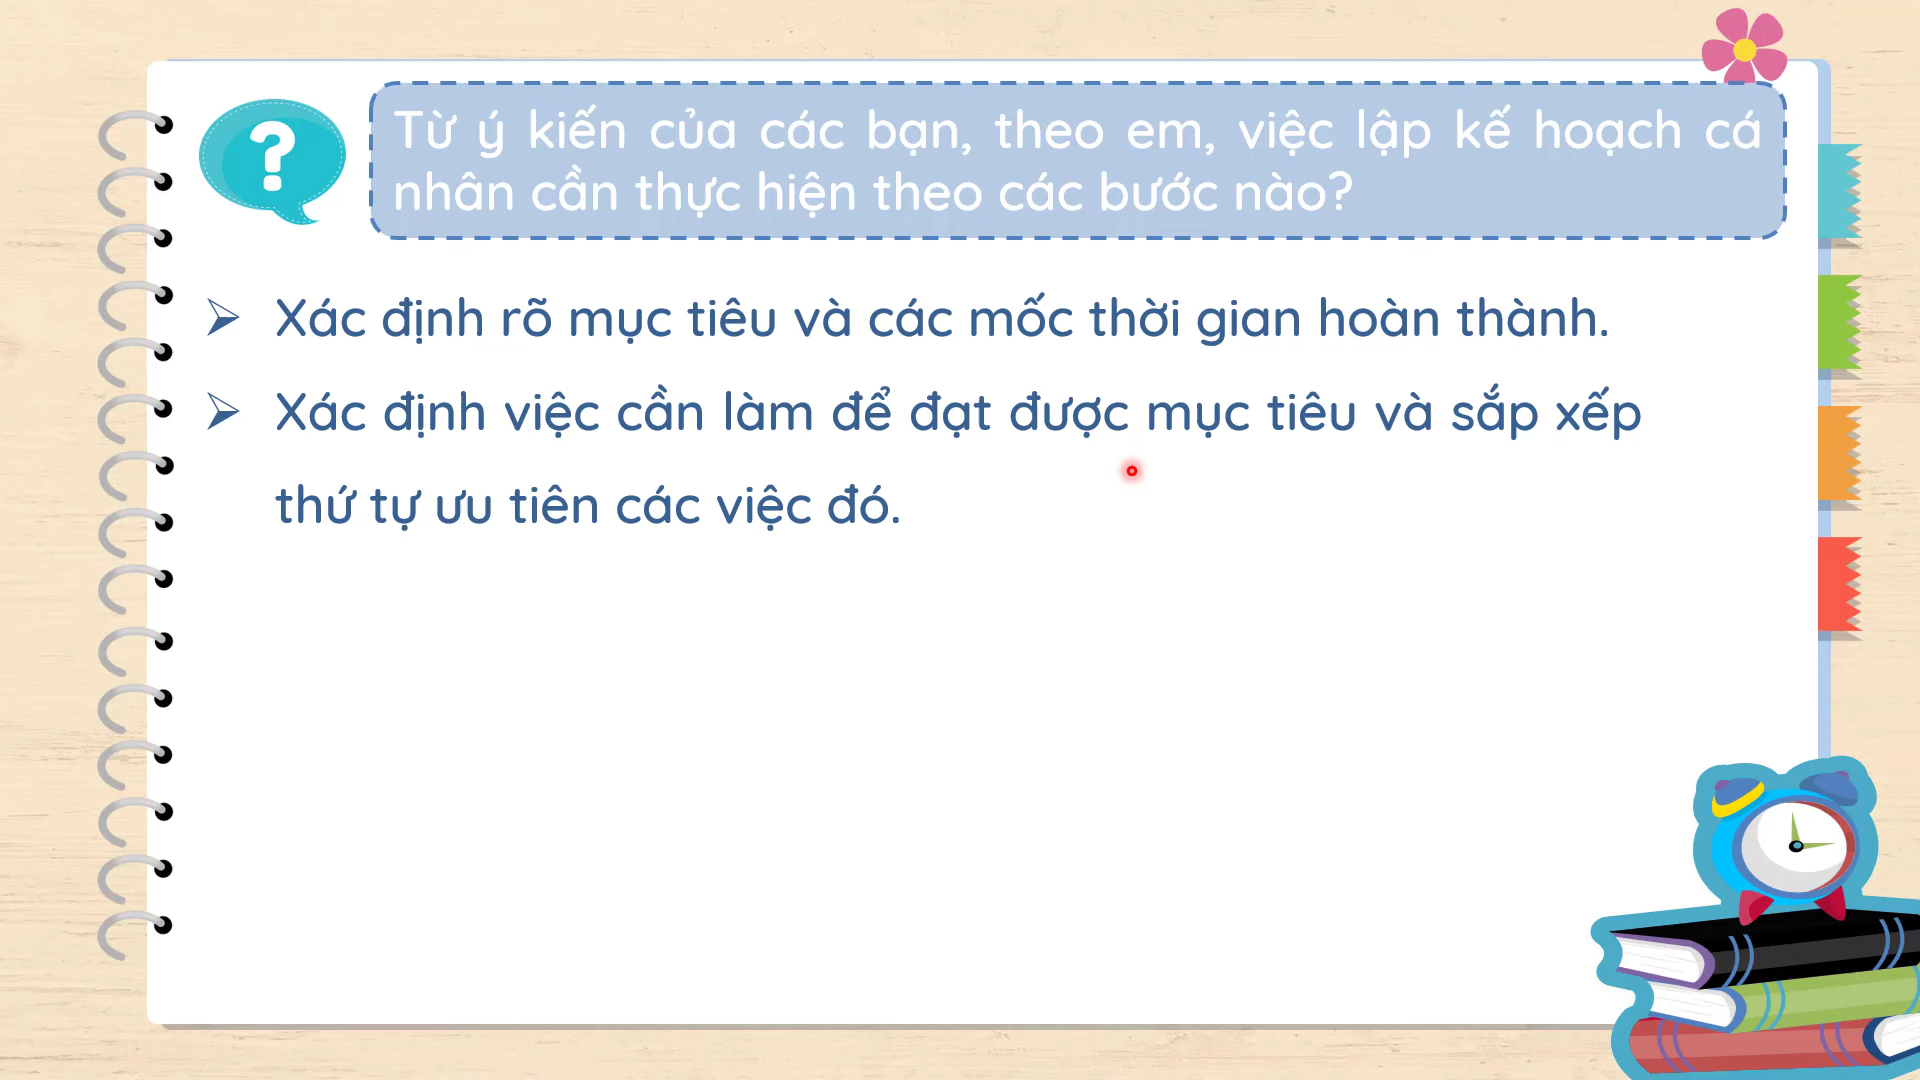 ?
Từ ý kiến của các bạn, theo em, việc lập kế hoạch cá
nhân cần thực hiện theo các bước nào?
Xác định rõ mục tiêu và các mốc thời gian hoàn thành.
Xác định việc cần làm để đạt được mục tiêu và sắp xếp
thứ tự ưu tiên các việc đó.